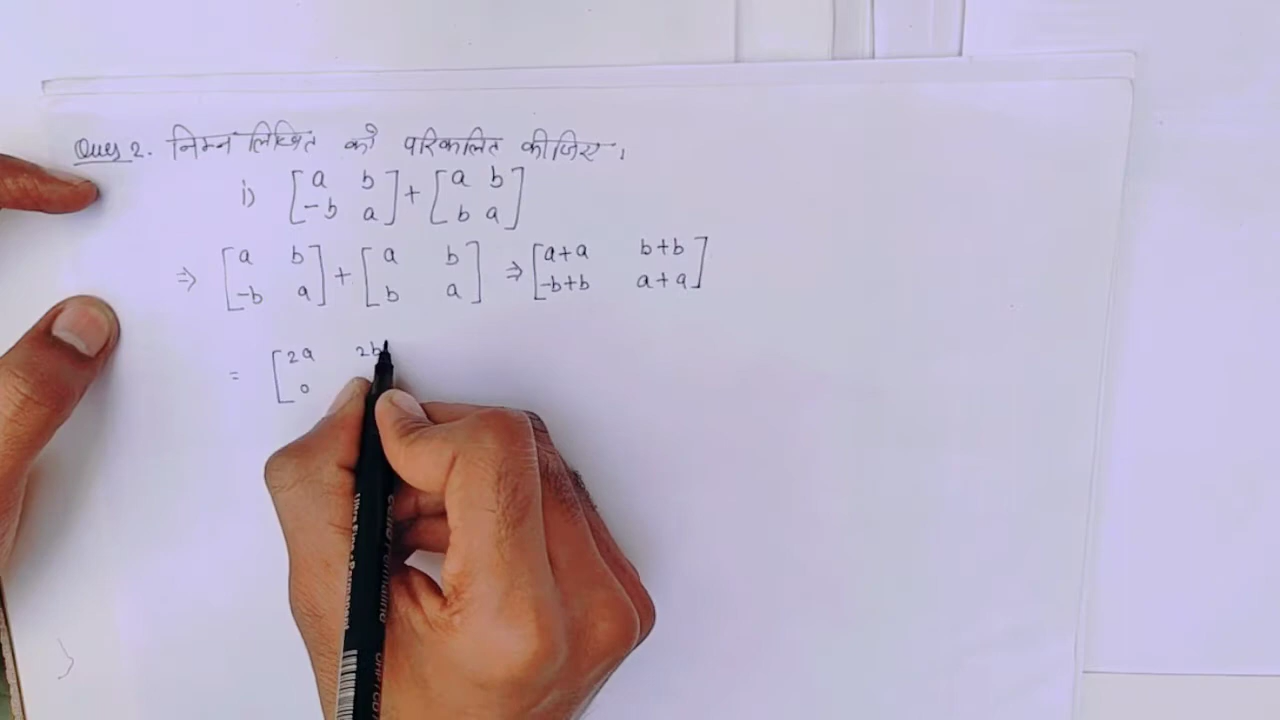 Ques 2. निम्नलिखित को परिकलित कीजिए।
i) [a b
-b a] + [a b
b a]
⇒ [a b
-b a] + [a b
b a] ⇒ [a+a b+b
-b+b a+a]
= [2a 2b
0